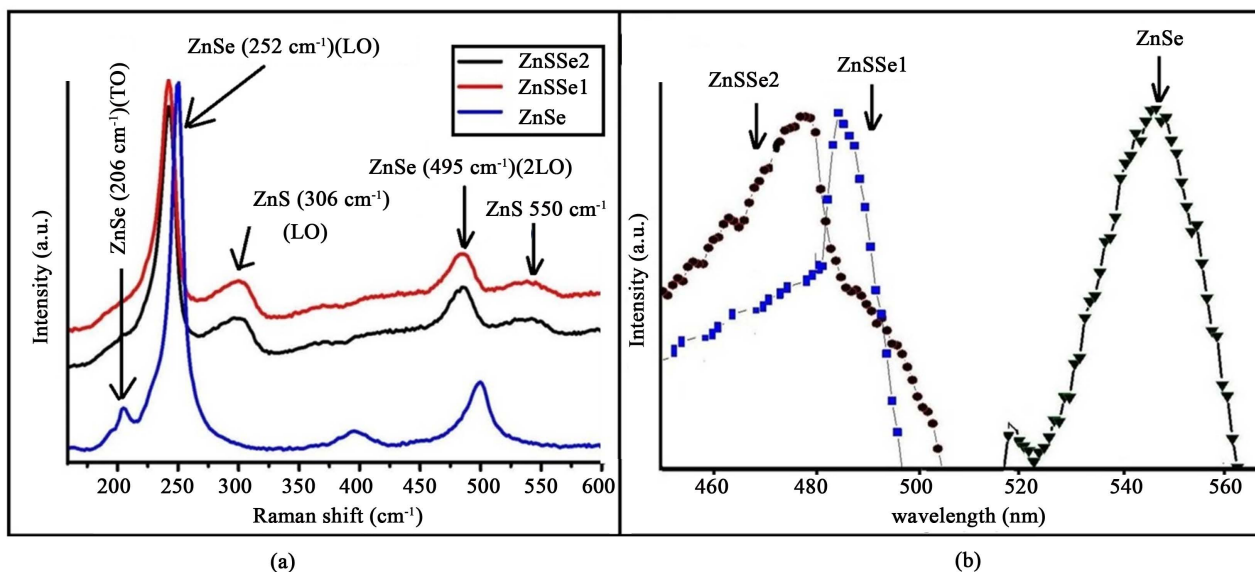 ZnSe (252 cm-1)(LO)
ZnSSe2
ZnSSe1
ZnSe
ZnSe (206 cm-1)(TO)
ZnS (306 cm-1)
(LO)
ZnSe (495 cm-1)(2LO)
ZnS 550 cm-1
Intensity (a.u.)
200 250 300 350 400 450 500 550 600
Raman shift (cm-1)
(a)
ZnSSe2
ZnSSe1
ZnSe
Intensity (a.u.)
460 480 500 520 540 560
wavelength (nm)
(b)